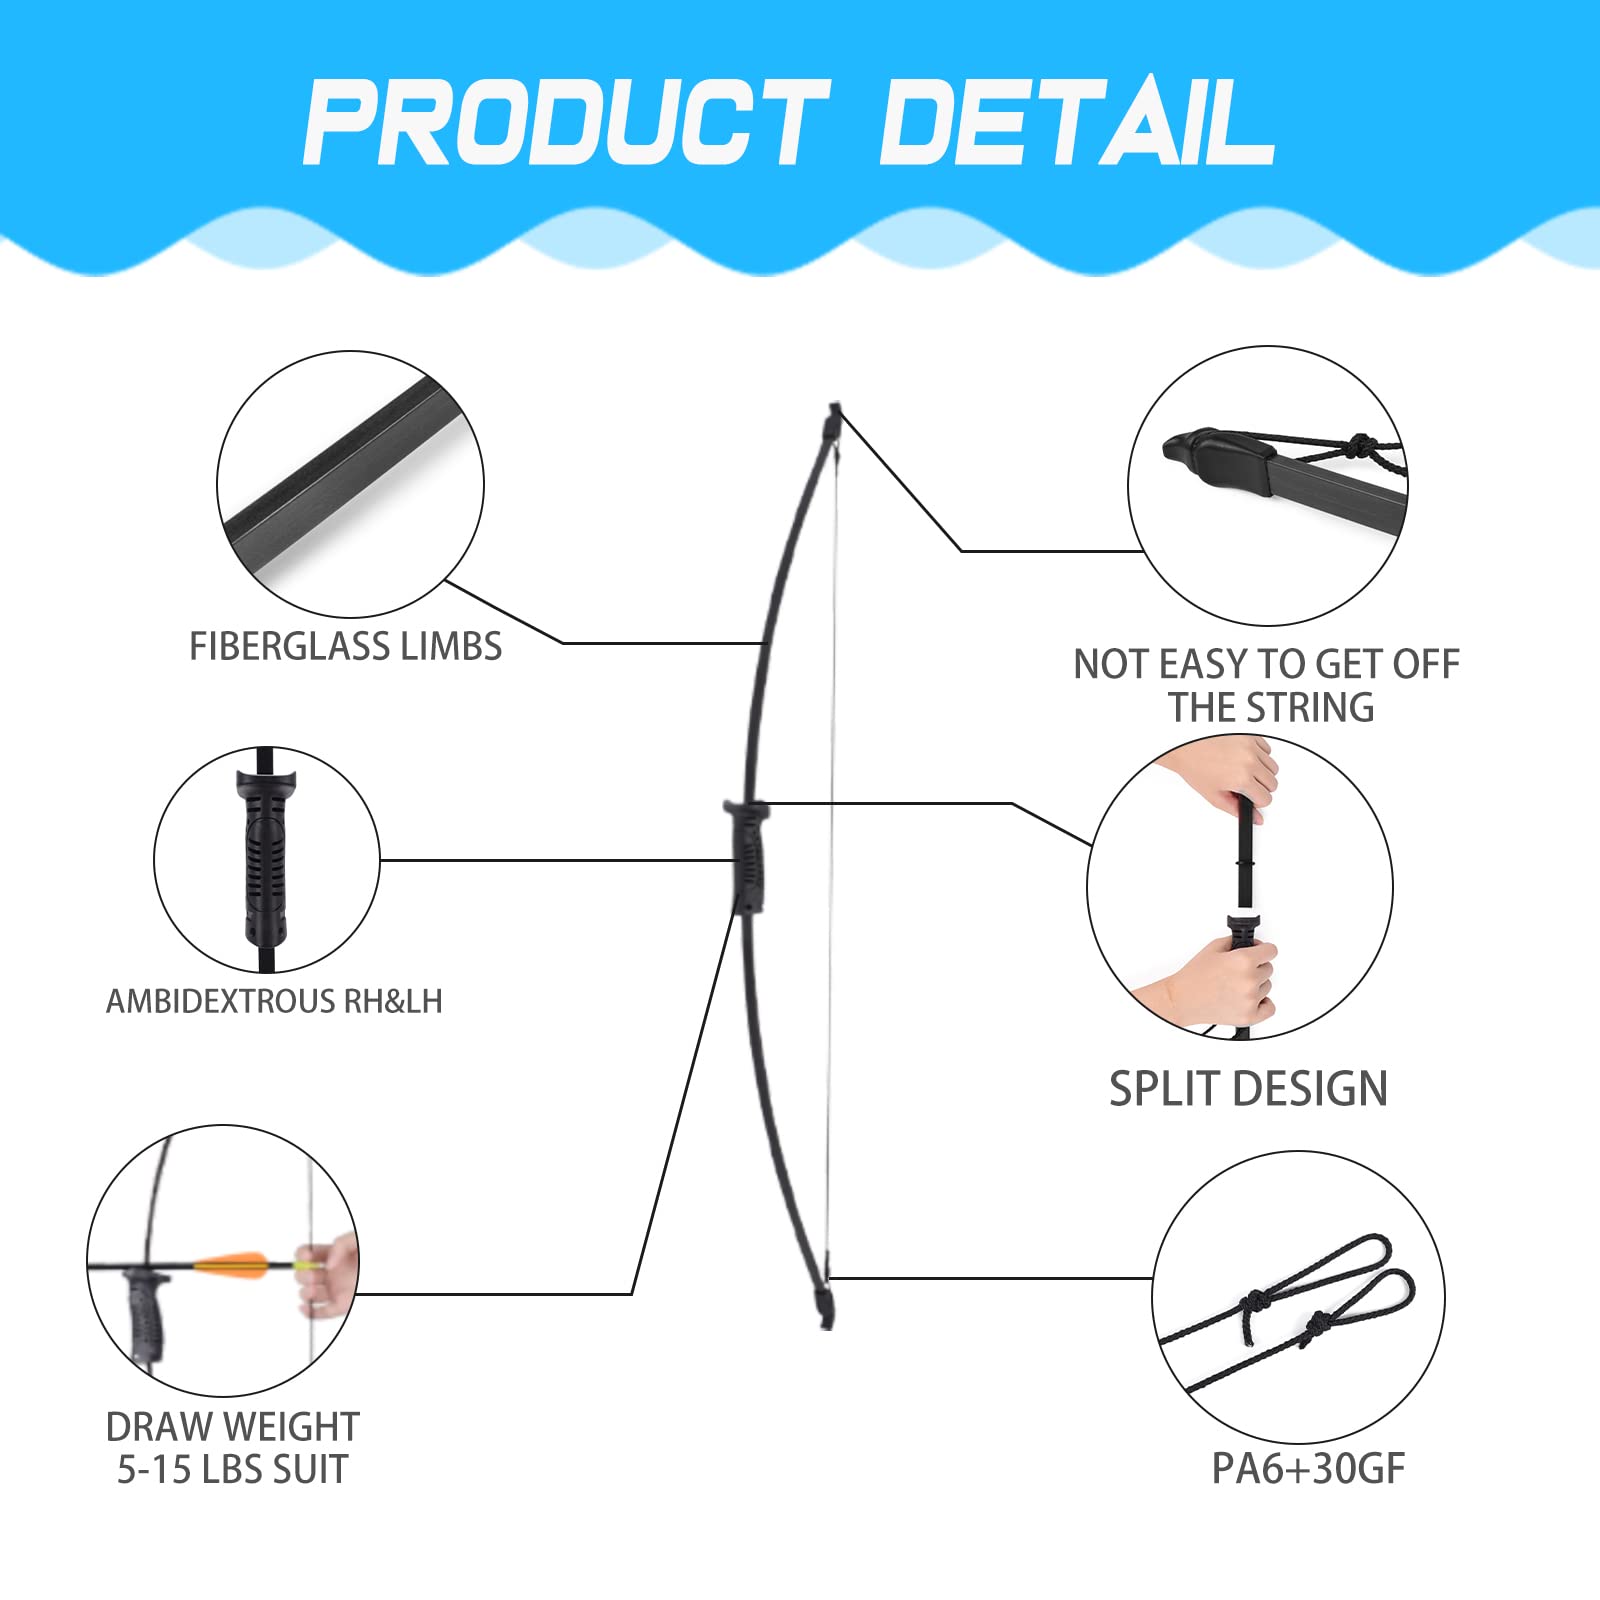 PRODUCT DETAIL
FIBERGLASS LIMBS
NOT EASY TO GET OFF
THE STRING
AMBIDEXTROUS RH&LH
SPLIT DESIGN
DRAW WEIGHT
5-15 LBS SUIT
PA6+30GF